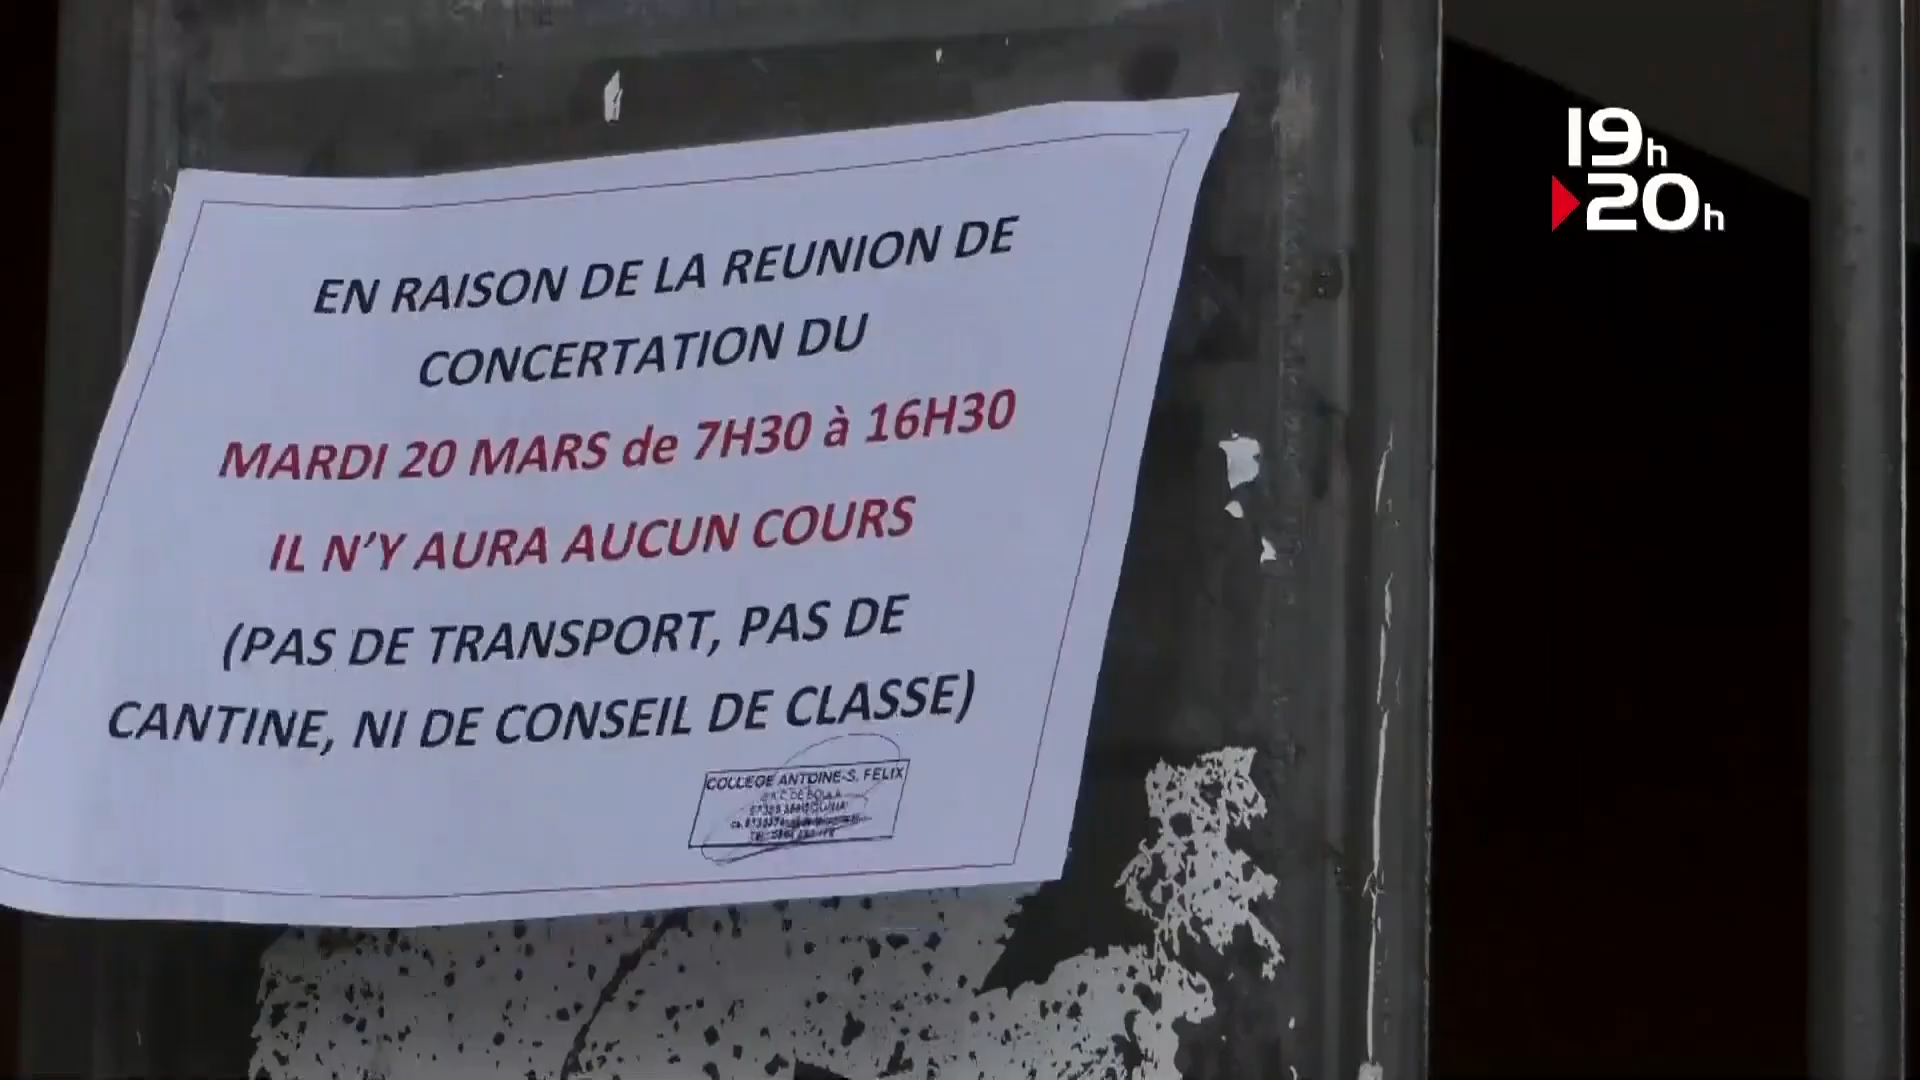 19h
20h
EN RAISON DE LA REUNION DE
CONCERTATION DU
MARDI 20 MARS de 7H30 à 16H30
IL N'Y AURA AUCUN COURS
(PAS DE TRANSPORT, PAS DE
CANTINE, NI DE CONSEIL DE CLASSE)
COLLEGE ANTOINE-S. FELIX